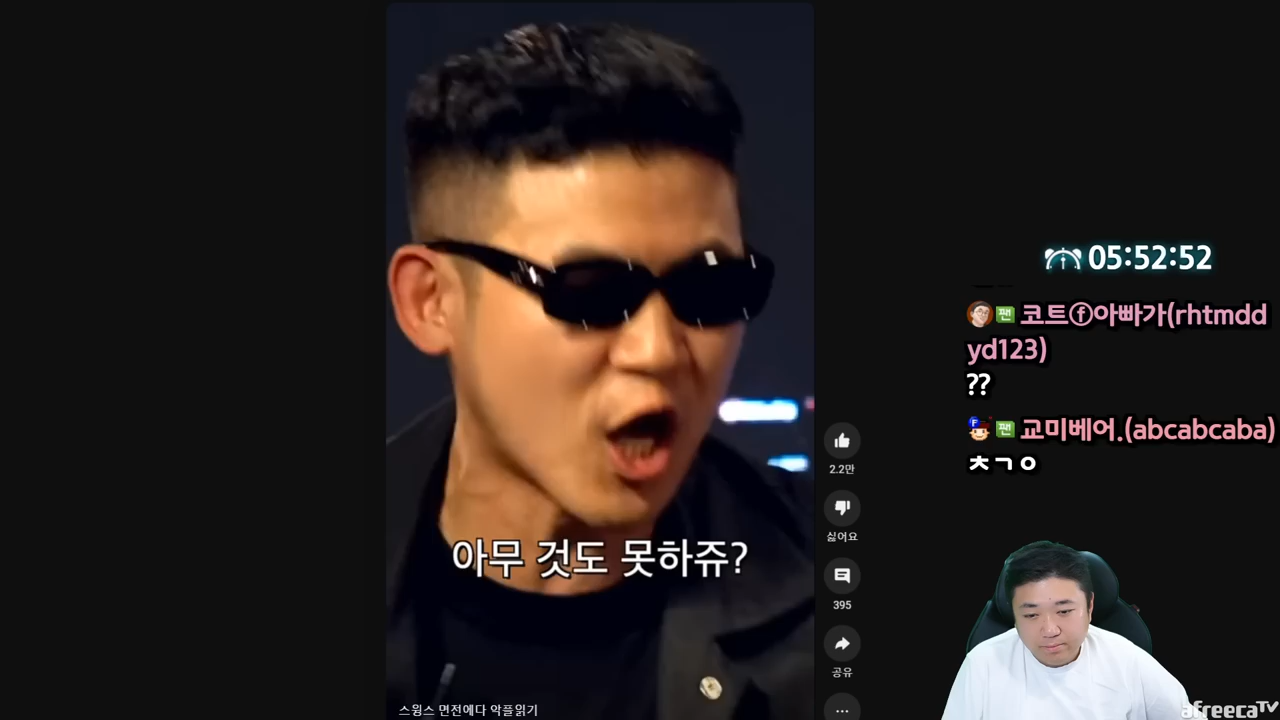 아무 것도 못하쥬?
스윙스 면전에다 악플읽기
2.2만
싫어요
395
공유
05:52:52
팬 코트ⓕ아빠가(rhtmdd
yd123)
??
F 팬 교미베어.(abcabcaba)
ㅊㄱㅇ
afreecaTV